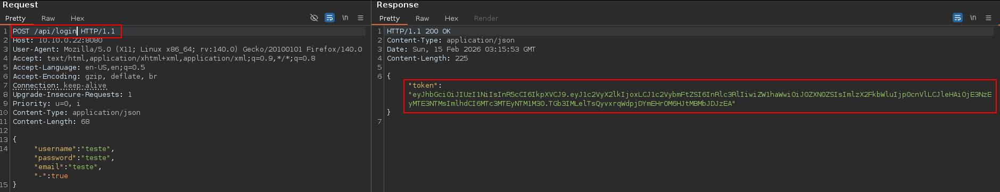 Request
Pretty Raw Hex \n
1 POST /api/login HTTP/1.1
2 Host: 10.10.0.22:8080
3 User-Agent: Mozilla/5.0 (X11; Linux x86_64; rv:140.0) Gecko/20100101 Firefox/140.0
4 Accept: text/html,application/xhtml+xml,application/xml;q=0.9,*/*;q=0.8
5 Accept-Language: en-US,en;q=0.5
6 Accept-Encoding: gzip, deflate, br
7 Connection: keep-alive
8 Upgrade-Insecure-Requests: 1
9 Priority: u=0, i
10 Content-Type: application/json
11 Content-Length: 68
12
13 {
14 "username":"teste",
"password":"teste",
"email":"teste",
"-":true
15 }
Response
Pretty Raw Hex Render \n
1 HTTP/1.1 200 OK
2 Content-Type: application/json
3 Date: Sun, 15 Feb 2026 03:15:53 GMT
4 Content-Length: 225
5
6 {
"token":
"eyJhbGciOiJIUzI1NiIsInR5cCI6IkpXVCJ9.eyJ1c2VyX2lkIjoxLCJ1c2VybmFtZSI6InRlc3RlIiwiZW1haWwiOiJ0ZXN0ZSIsImlzX2FkbWluIjp0cnVlLCJleHAiOjE3NzE
yMTE3NTMsImlhdCI6MTc3MTEyNTM1M30.TGb3IMLelTsQyvxrqWdpjDYmEHrOM6HJtMBMbJDJzEA"
}
7